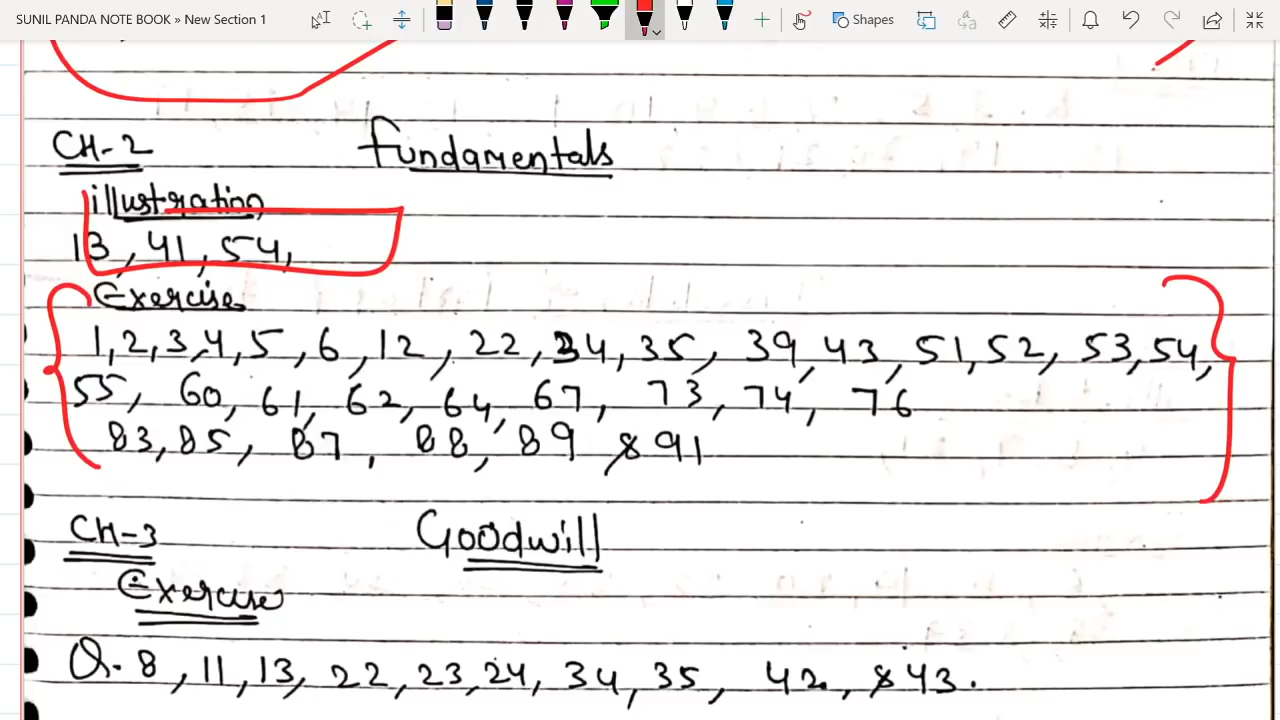 SUNIL PANDA NOTE BOOK » New Section 1
Shapes
CH-2 Fundamentals
illustrating
13, 41, 54,
Exercise
1, 2, 3, 4, 5, 6, 12, 22, 34, 35, 39, 43, 51, 52, 53, 54,
55, 60, 61, 62, 64, 67, 73, 74, 76
83, 85, 87, 88, 89 & 91
CH-3 Goodwill
Exercise
Q. 8, 11, 13, 22, 23, 24, 34, 35, 42, & 43.